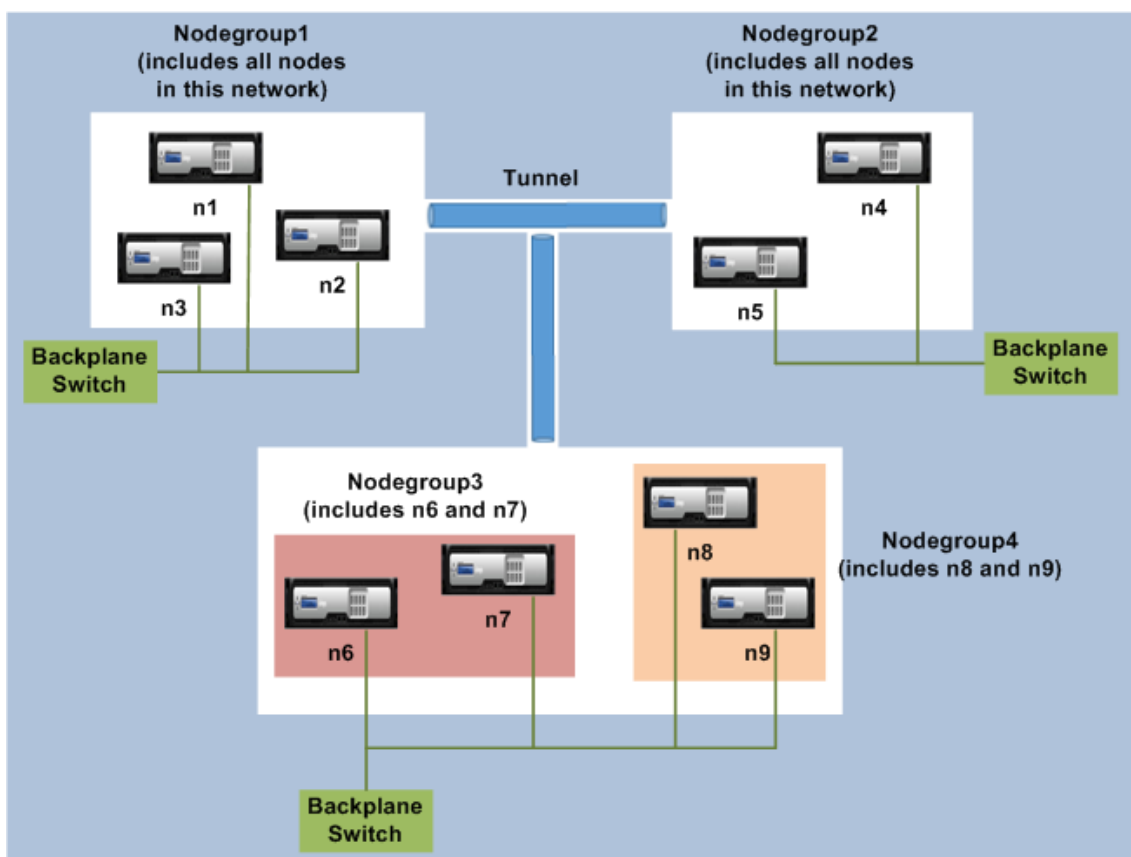 Nodegroup1
(includes all nodes
in this network)
Nodegroup2
(includes all nodes
in this network)
Tunnel
n1
n2
n3
n4
n5
Backplane
Switch
Backplane
Switch
Nodegroup3
(includes n6 and n7)
n8
Nodegroup4
(includes n8 and n9)
n7
n6
n9
Backplane
Switch